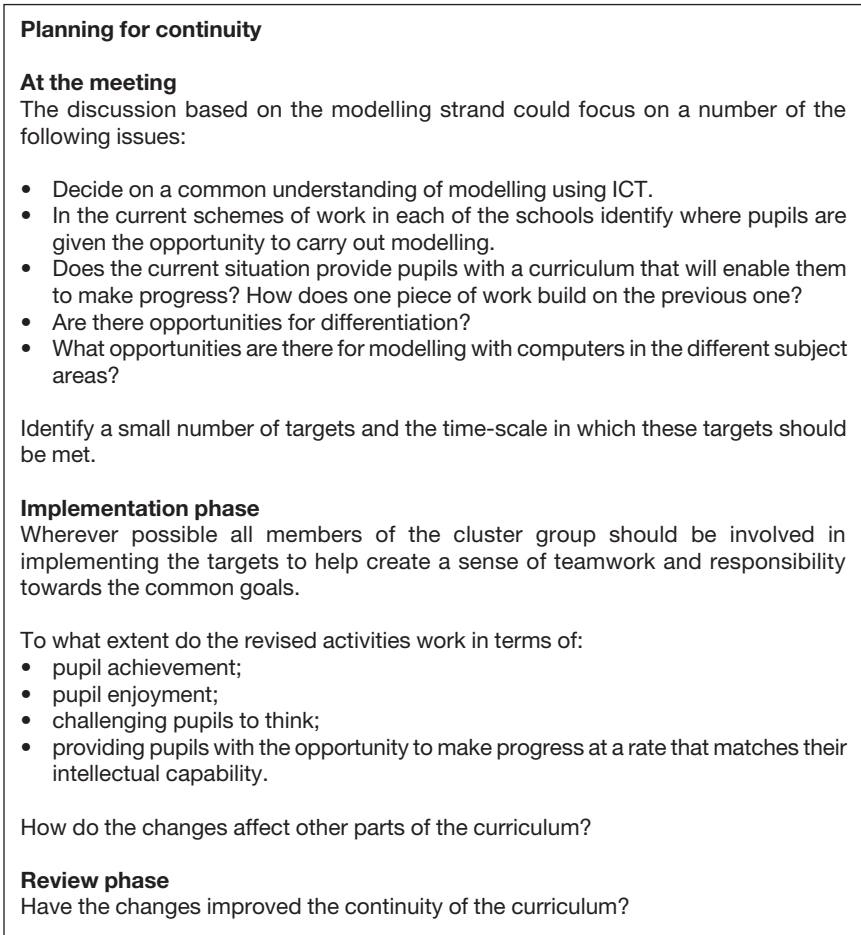 Planning for continuity
At the meeting
The discussion based on the modelling strand could focus on a number of the
following issues:
• Decide on a common understanding of modelling using ICT.
• In the current schemes of work in each of the schools identify where pupils are
given the opportunity to carry out modelling.
• Does the current situation provide pupils with a curriculum that will enable them
to make progress? How does one piece of work build on the previous one?
• Are there opportunities for differentiation?
• What opportunities are there for modelling with computers in the different subject
areas?
Identify a small number of targets and the time-scale in which these targets should
be met.
Implementation phase
Wherever possible all members of the cluster group should be involved in
implementing the targets to help create a sense of teamwork and responsibility
towards the common goals.
To what extent do the revised activities work in terms of:
• pupil achievement;
• pupil enjoyment;
• challenging pupils to think;
• providing pupils with the opportunity to make progress at a rate that matches their
intellectual capability.
How do the changes affect other parts of the curriculum?
Review phase
Have the changes improved the continuity of the curriculum?